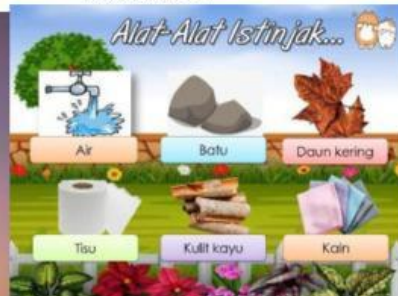 Alat-Alat Istinjak...
Air
Batu
Daun kering
Tisu
Kulit kayu
Kain